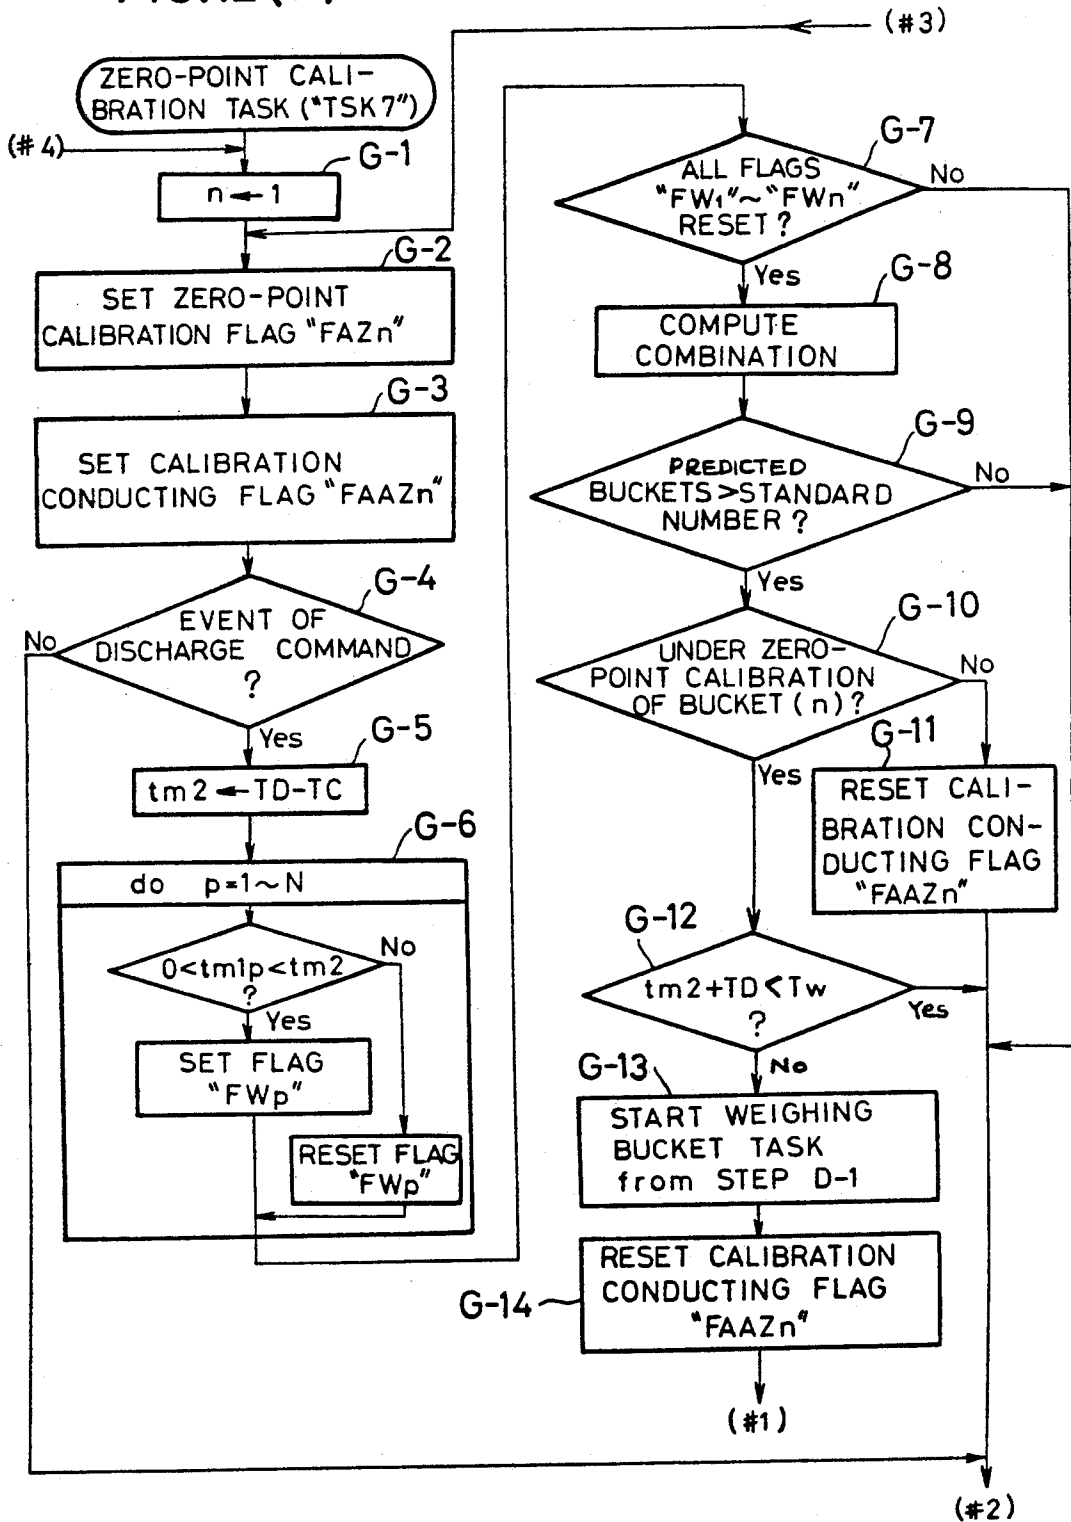 (#3)
ZERO-POINT CALI-
BRATION TASK ("TSK7")
(#4)
G-1
n ← 1
G-2
SET ZERO-POINT
CALIBRATION FLAG "FAZn"
G-3
SET CALIBRATION
CONDUCTING FLAG "FAAZn"
G-4
EVENT OF
DISCHARGE COMMAND
?
No
Yes
G-5
tm2 ← TD-TC
G-6
do p=1~N
0<tm1p<tm2
?
No
Yes
SET FLAG
"FWp"
RESET FLAG
"FWp"
G-7
ALL FLAGS
"FW1"~"FWn"
RESET?
No
Yes
G-8
COMPUTE
COMBINATION
G-9
PREDICTED
BUCKETS>STANDARD
NUMBER?
No
Yes
G-10
UNDER ZERO-
POINT CALIBRATION
OF BUCKET (n)?
No
Yes
G-11
RESET CALI-
BRATION CON-
DUCTING FLAG
"FAAZn"
G-12
tm2+TD<Tw
?
Yes
No
G-13
START WEIGHING
BUCKET TASK
from STEP D-1
G-14
RESET CALIBRATION
CONDUCTING FLAG
"FAAZn"
(#1)
(#2)